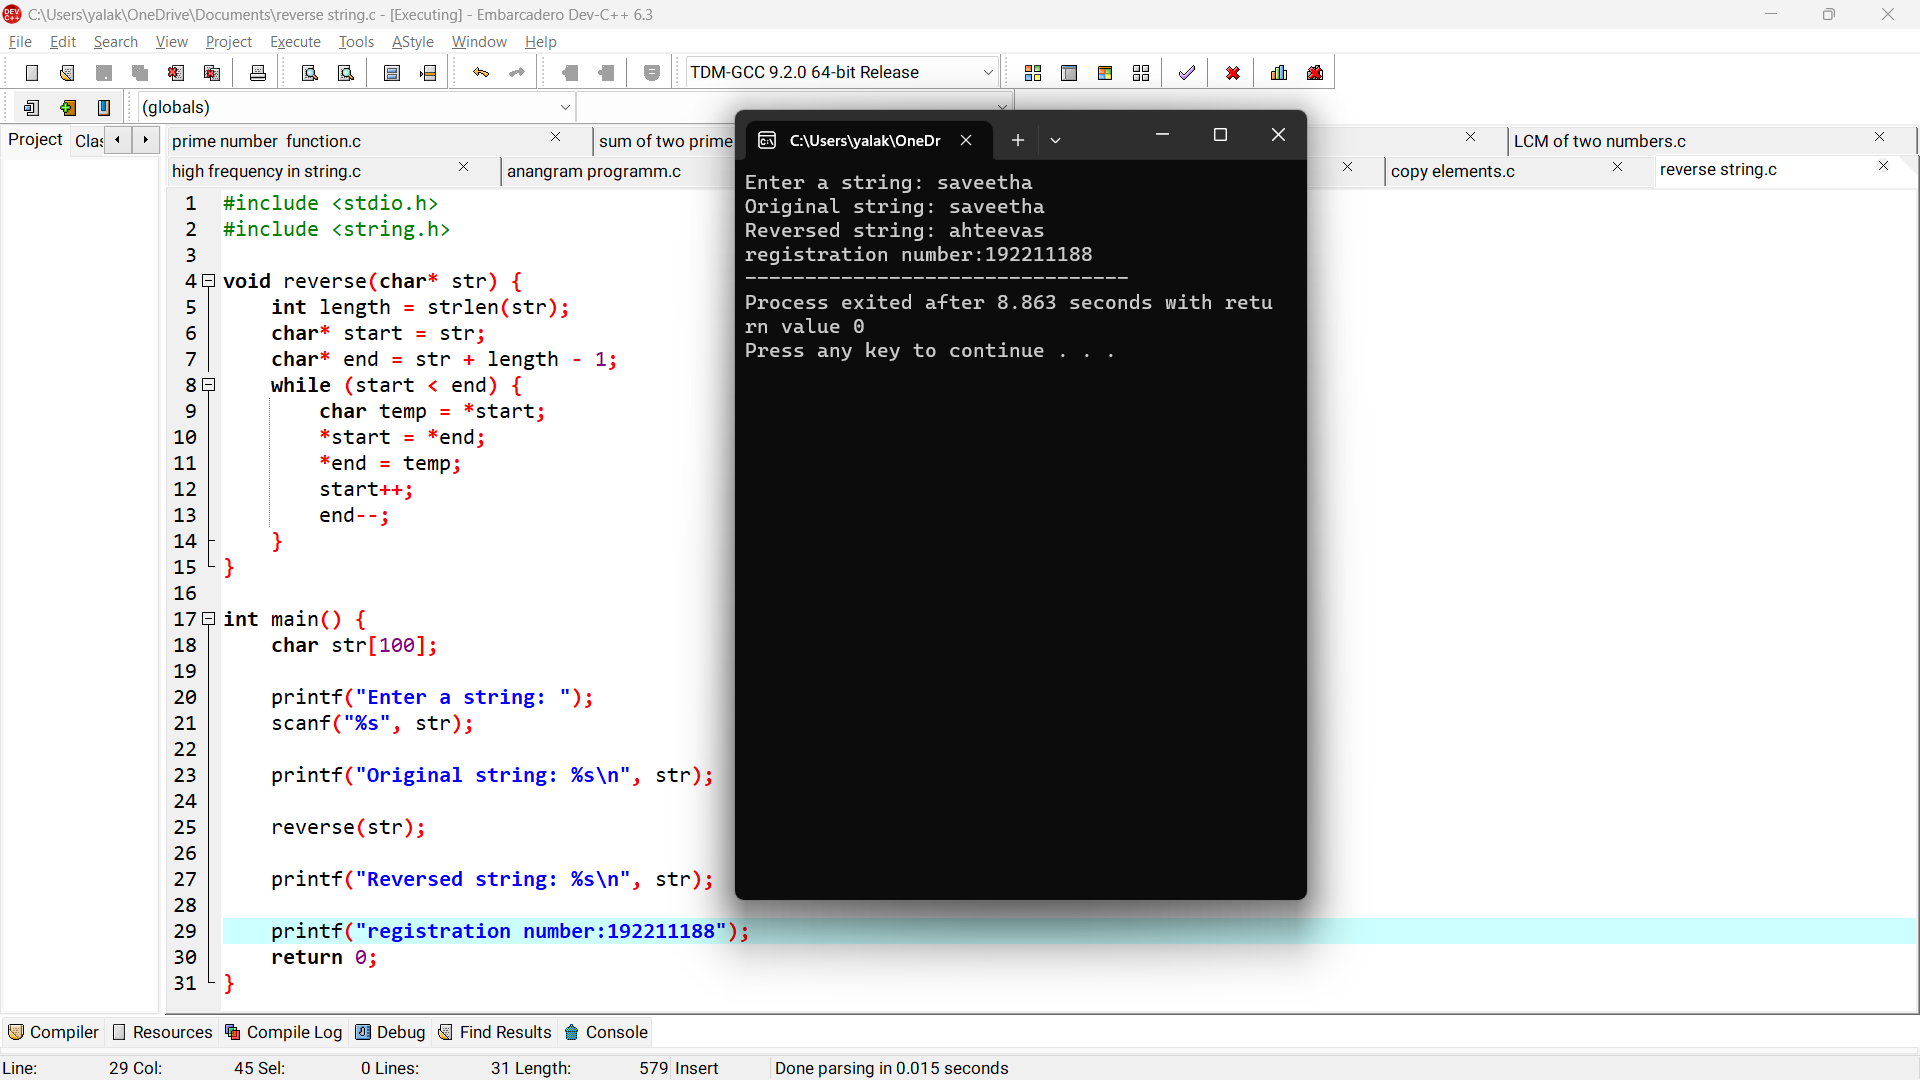 C:\Users\yalak\OneDrive\Documents\reverse string.c - [Executing] - Embarcadero Dev-C++ 6.3
File Edit Search View Project Execute Tools AStyle Window Help
TDM-GCC 9.2.0 64-bit Release
(globals)
Project Clas
prime number function.c
sum of two prime
LCM of two numbers.c
high frequency in string.c
anangram programm.c
copy elements.c
reverse string.c
1 #include <stdio.h>
2 #include <string.h>
3
4 void reverse(char* str) {
5 int length = strlen(str);
6 char* start = str;
7 char* end = str + length - 1;
8 while (start < end) {
9 char temp = *start;
10 *start = *end;
11 *end = temp;
12 start++;
13 end--;
14 }
15 }
16
17 int main() {
18 char str[100];
19
20 printf("Enter a string: ");
21 scanf("%s", str);
22
23 printf("Original string: %s\n", str);
24
25 reverse(str);
26
27 printf("Reversed string: %s\n", str);
28
29 printf("registration number:192211188");
30 return 0;
31 }
C:\Users\yalak\OneDr
Enter a string: saveetha
Original string: saveetha
Reversed string: ahteevas
registration number:192211188
--------------------------------
Process exited after 8.863 seconds with retu
rn value 0
Press any key to continue . . .
Compiler Resources Compile Log Debug Find Results Console
Line: 29 Col: 45 Sel: 0 Lines: 31 Length: 579 Insert Done parsing in 0.015 seconds